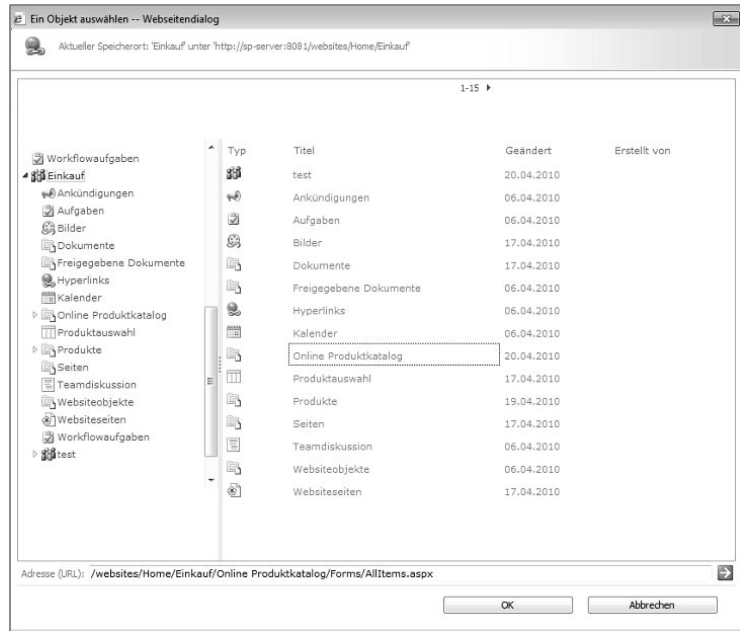 Ein Objekt auswählen -- Webseitendialog
Aktueller Speicherort: 'Einkauf' unter 'http://sp-server:8081/websites/Home/Einkauf'
1-15
Workflowaufgaben
Einkauf
Ankündigungen
Aufgaben
Bilder
Dokumente
Freigegebene Dokumente
Hyperlinks
Kalender
Online Produktkatalog
Produktauswahl
Produkte
Seiten
Teamdiskussion
Websiteobjekte
Websiteseiten
Workflowaufgaben
test
Typ Titel Geändert Erstellt von
test 20.04.2010
Ankündigungen 06.04.2010
Aufgaben 06.04.2010
Bilder 17.04.2010
Dokumente 17.04.2010
Freigegebene Dokumente 06.04.2010
Hyperlinks 06.04.2010
Kalender 06.04.2010
Online Produktkatalog 20.04.2010
Produktauswahl 17.04.2010
Produkte 19.04.2010
Seiten 17.04.2010
Teamdiskussion 06.04.2010
Websiteobjekte 06.04.2010
Websiteseiten 17.04.2010
Adresse (URL): /websites/Home/Einkauf/Online Produktkatalog/Forms/AllItems.aspx
OK Abbrechen